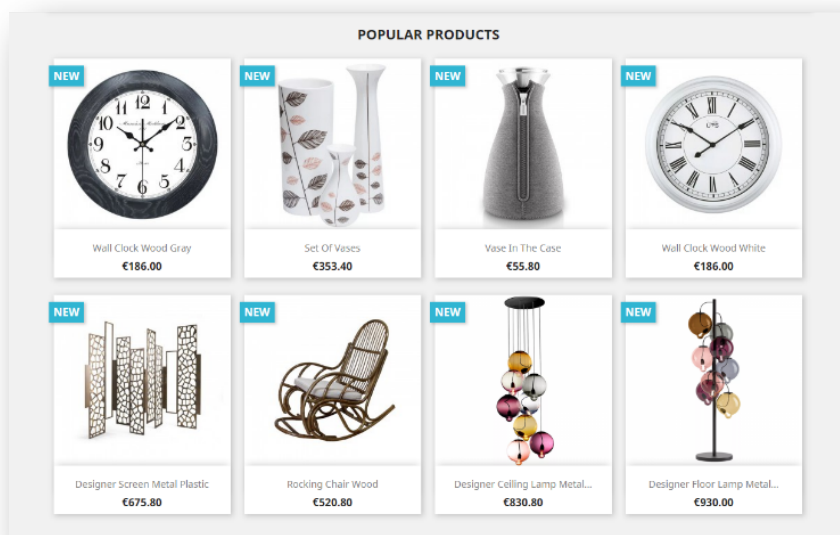 POPULAR PRODUCTS
NEW
NEW
NEW
NEW
Wall Clock Wood Gray
€186.00
Set Of Vases
€353.40
Vase In The Case
€55.80
Wall Clock Wood White
€186.00
NEW
NEW
NEW
NEW
Designer Screen Metal Plastic
€675.80
Rocking Chair Wood
€520.80
Designer Ceiling Lamp Metal...
€830.80
Designer Floor Lamp Metal...
€930.00